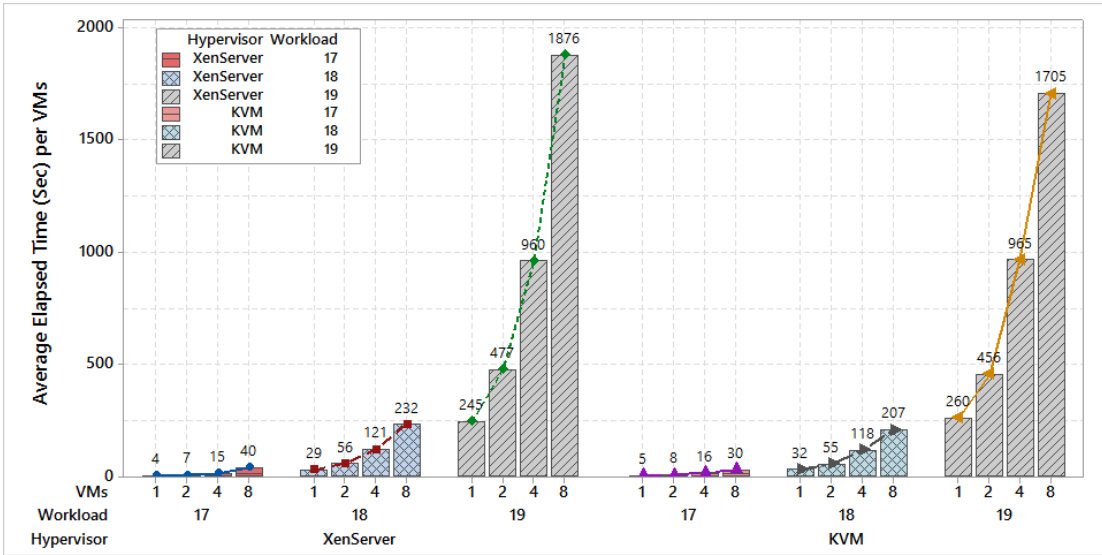 2000
1500
1000
500
0
Average Elapsed Time (Sec) per VMs
Hypervisor Workload
XenServer 17
XenServer 18
XenServer 19
KVM 17
KVM 18
KVM 19
4 7 15 40 29 56 121 232 245 477 960 1876 5 8 16 30 32 55 118 207 260 456 965 1705
VMs 1 2 4 8 1 2 4 8 1 2 4 8 1 2 4 8 1 2 4 8 1 2 4 8
Workload 17 18 19 17 18 19
Hypervisor XenServer KVM